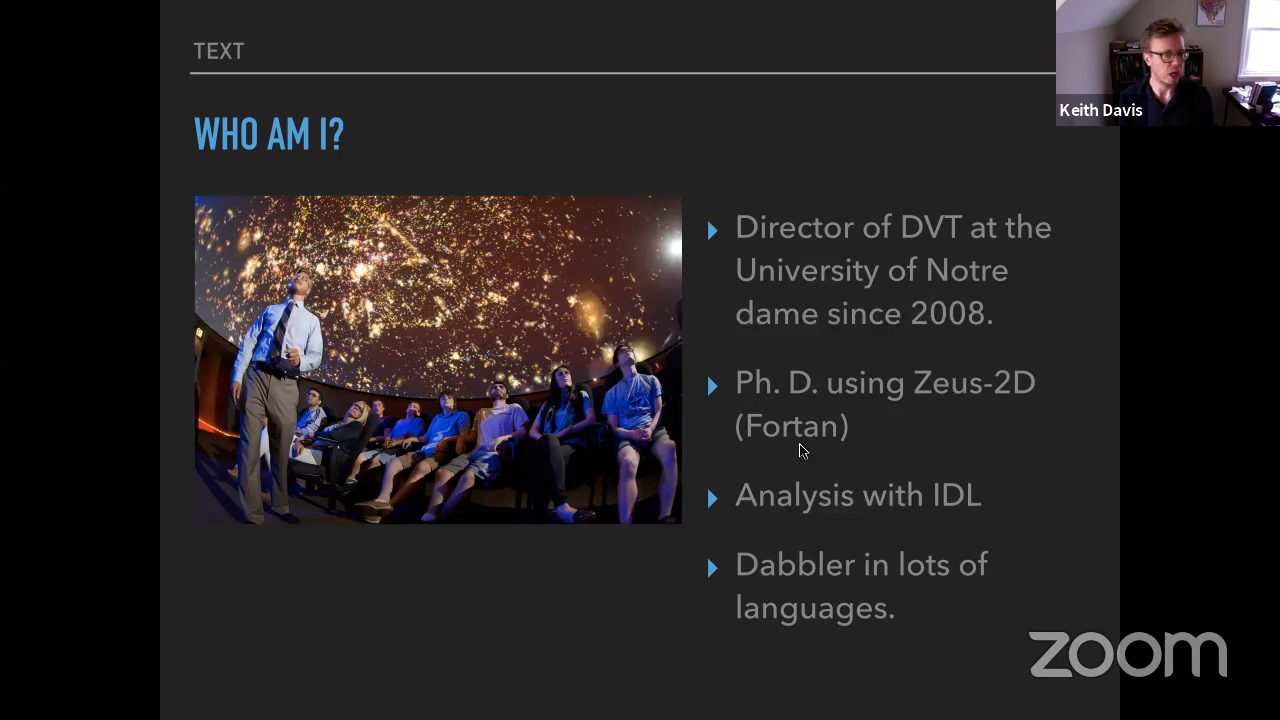 TEXT
Keith Davis
WHO AM I?
Director of DVT at the
University of Notre
dame since 2008.
Ph. D. using Zeus-2D
(Fortan)
Analysis with IDL
Dabbler in lots of
languages.
zoom